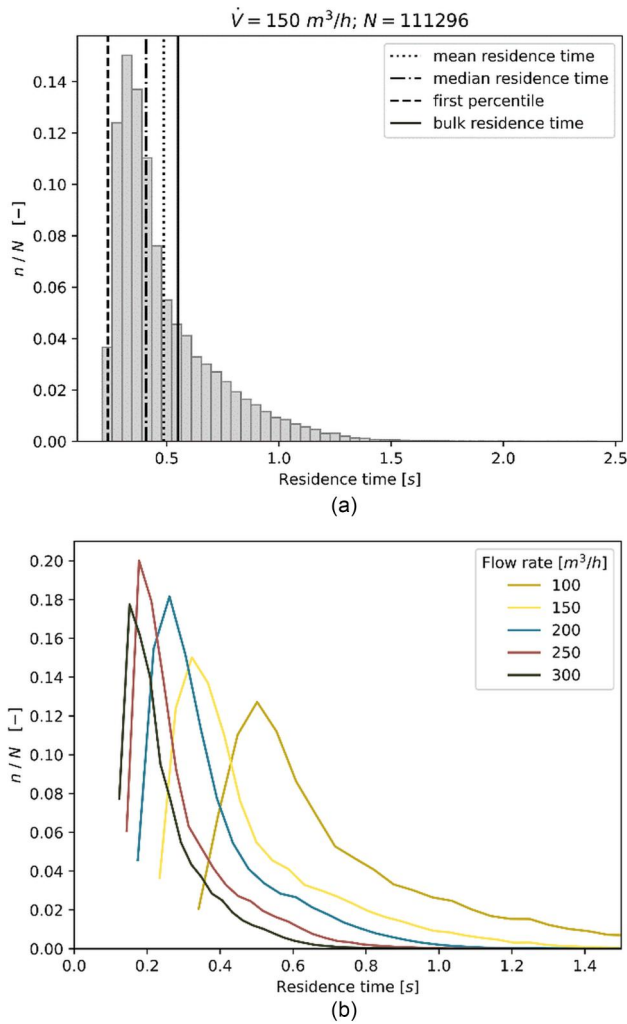 V̇ = 150 m³/h; N = 111296
mean residence time
median residence time
first percentile
bulk residence time
n / N [−]
0.14
0.12
0.10
0.08
0.06
0.04
0.02
0.00
0.5 1.0 1.5 2.0 2.5
Residence time [s]
(a)
Flow rate [m³/h]
100
150
200
250
300
n / N [−]
0.20
0.18
0.16
0.14
0.12
0.10
0.08
0.06
0.04
0.02
0.00
0.0 0.2 0.4 0.6 0.8 1.0 1.2 1.4
Residence time [s]
(b)